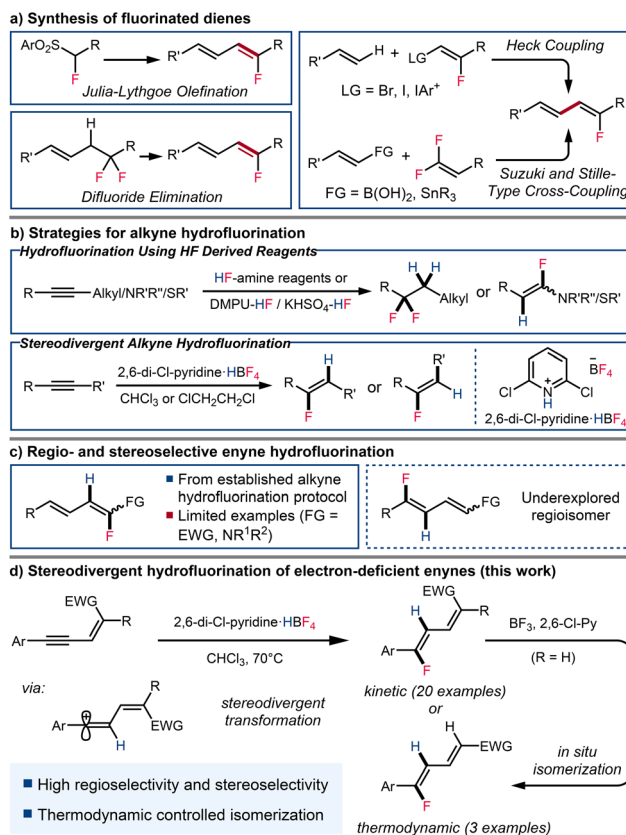 a) Synthesis of fluorinated dienes
ArO2S
R
F
R'
R
F
Julia-Lythgoe Olefination
H
R'
R
F
F
R'
R
F
Difluoride Elimination
R'
H
+
LG
R
F
Heck Coupling
LG = Br, I, IAr+
R'
R
F
R'
FG
+
F
F
R
FG = B(OH)2, SnR3
Suzuki and Stille-
Type Cross-Coupling
b) Strategies for alkyne hydrofluorination
Hydrofluorination Using HF Derived Reagents
R
Alkyl/NR'R''/SR'
HF-amine reagents or
DMPU-HF / KHSO4-HF
H H
R
Alkyl
F F
or
F
R
NR'R''/SR'
H
Stereodivergent Alkyne Hydrofluorination
R
R'
2,6-di-Cl-pyridine·HBF4
CHCl3 or ClCH2CH2Cl
H
R
R'
F
or
R'
R
H
F
BF4
−
Cl
N
+
H
Cl
2,6-di-Cl-pyridine·HBF4
c) Regio- and stereoselective enyne hydrofluorination
H
R
FG
F
From established alkyne
hydrofluorination protocol
Limited examples (FG =
EWG, NR1R2)
F
R
FG
H
Underexplored
regioisomer
d) Stereodivergent hydrofluorination of electron-deficient enynes (this work)
EWG
R
Ar
2,6-di-Cl-pyridine·HBF4
CHCl3, 70°C
EWG
H
R
Ar
F
BF3, 2,6-Cl-Py
(R = H)
kinetic (20 examples)
or
via:
Ar
+
R
EWG
H
stereodivergent
transformation
H
H
EWG
Ar
F
in situ
isomerization
thermodynamic (3 examples)
High regioselectivity and stereoselectivity
Thermodynamic controlled isomerization